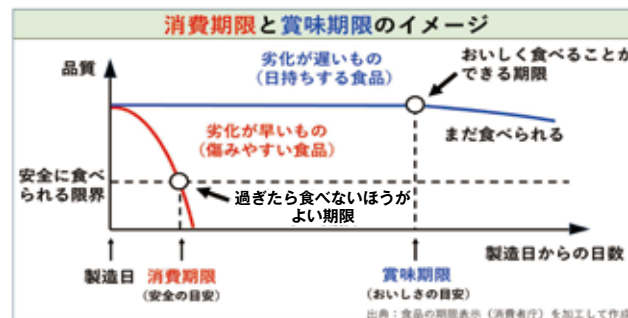 消費期限と賞味期限のイメージ
品質
劣化が遅いもの
（日持ちする食品）
おいしく食べることが
できる期限
劣化が早いもの
（傷みやすい食品）
まだ食べられる
安全に食べ
られる限界
過ぎたら食べないほうが
よい期限
製造日からの日数
製造日
消費期限
（安全の目安）
賞味期限
（おいしさの目安）
出典：食品の期限表示（消費者庁）を加工して作成